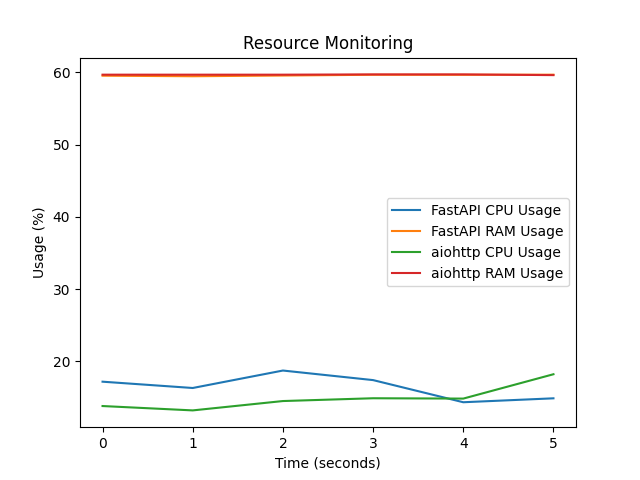 Resource Monitoring
60
50
40
30
20
Usage (%)
FastAPI CPU Usage
FastAPI RAM Usage
aiohttp CPU Usage
aiohttp RAM Usage
0 1 2 3 4 5
Time (seconds)